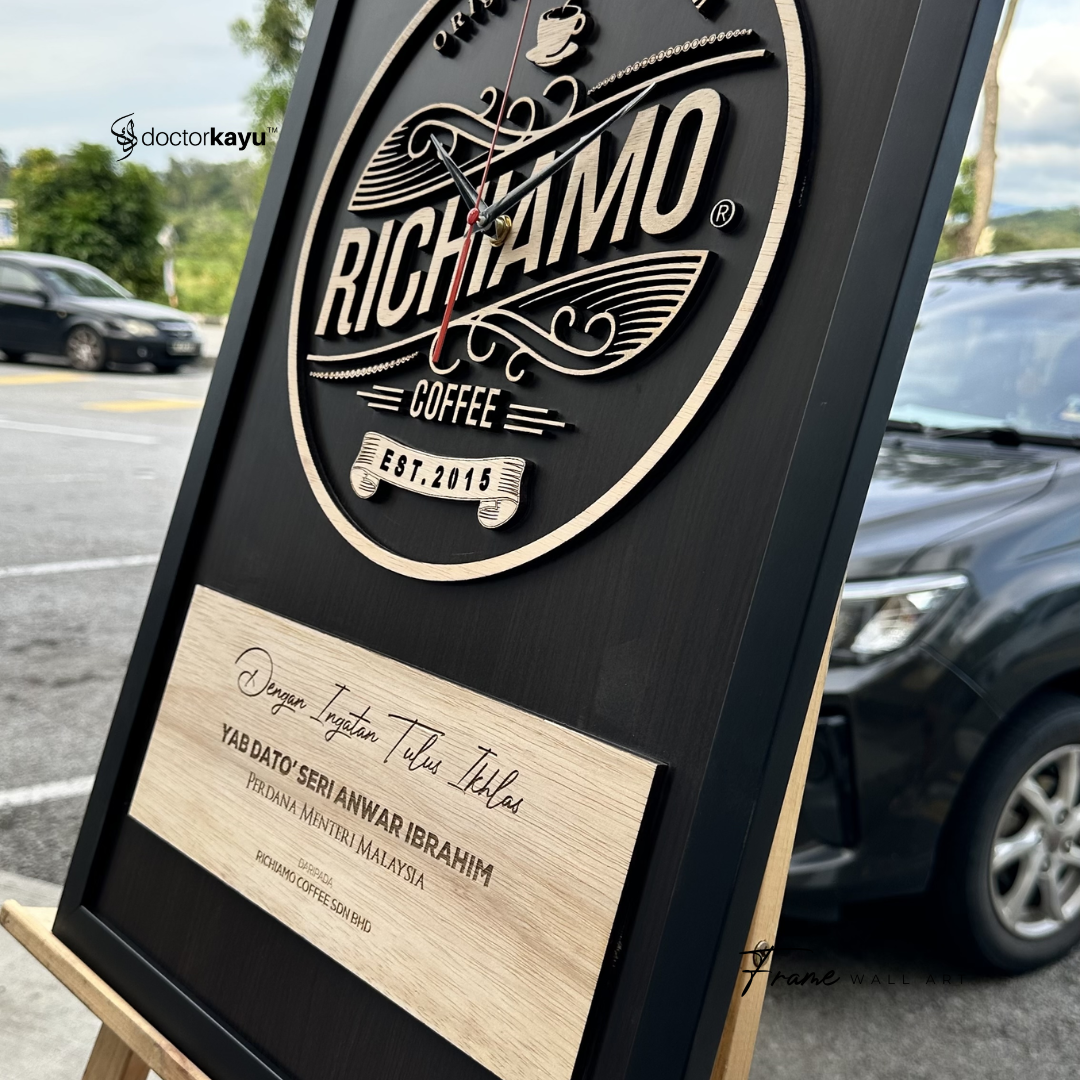 doctorkayu™
RICHIAMO®
COFFEE
EST. 2015
Dengan Ingatan Tulus Ikhlas
YAB DATO' SERI ANWAR IBRAHIM
PERDANA MENTERI MALAYSIA
DARIPADA,
RICHIAMO COFFEE SDN BHD
Frame WALL ART